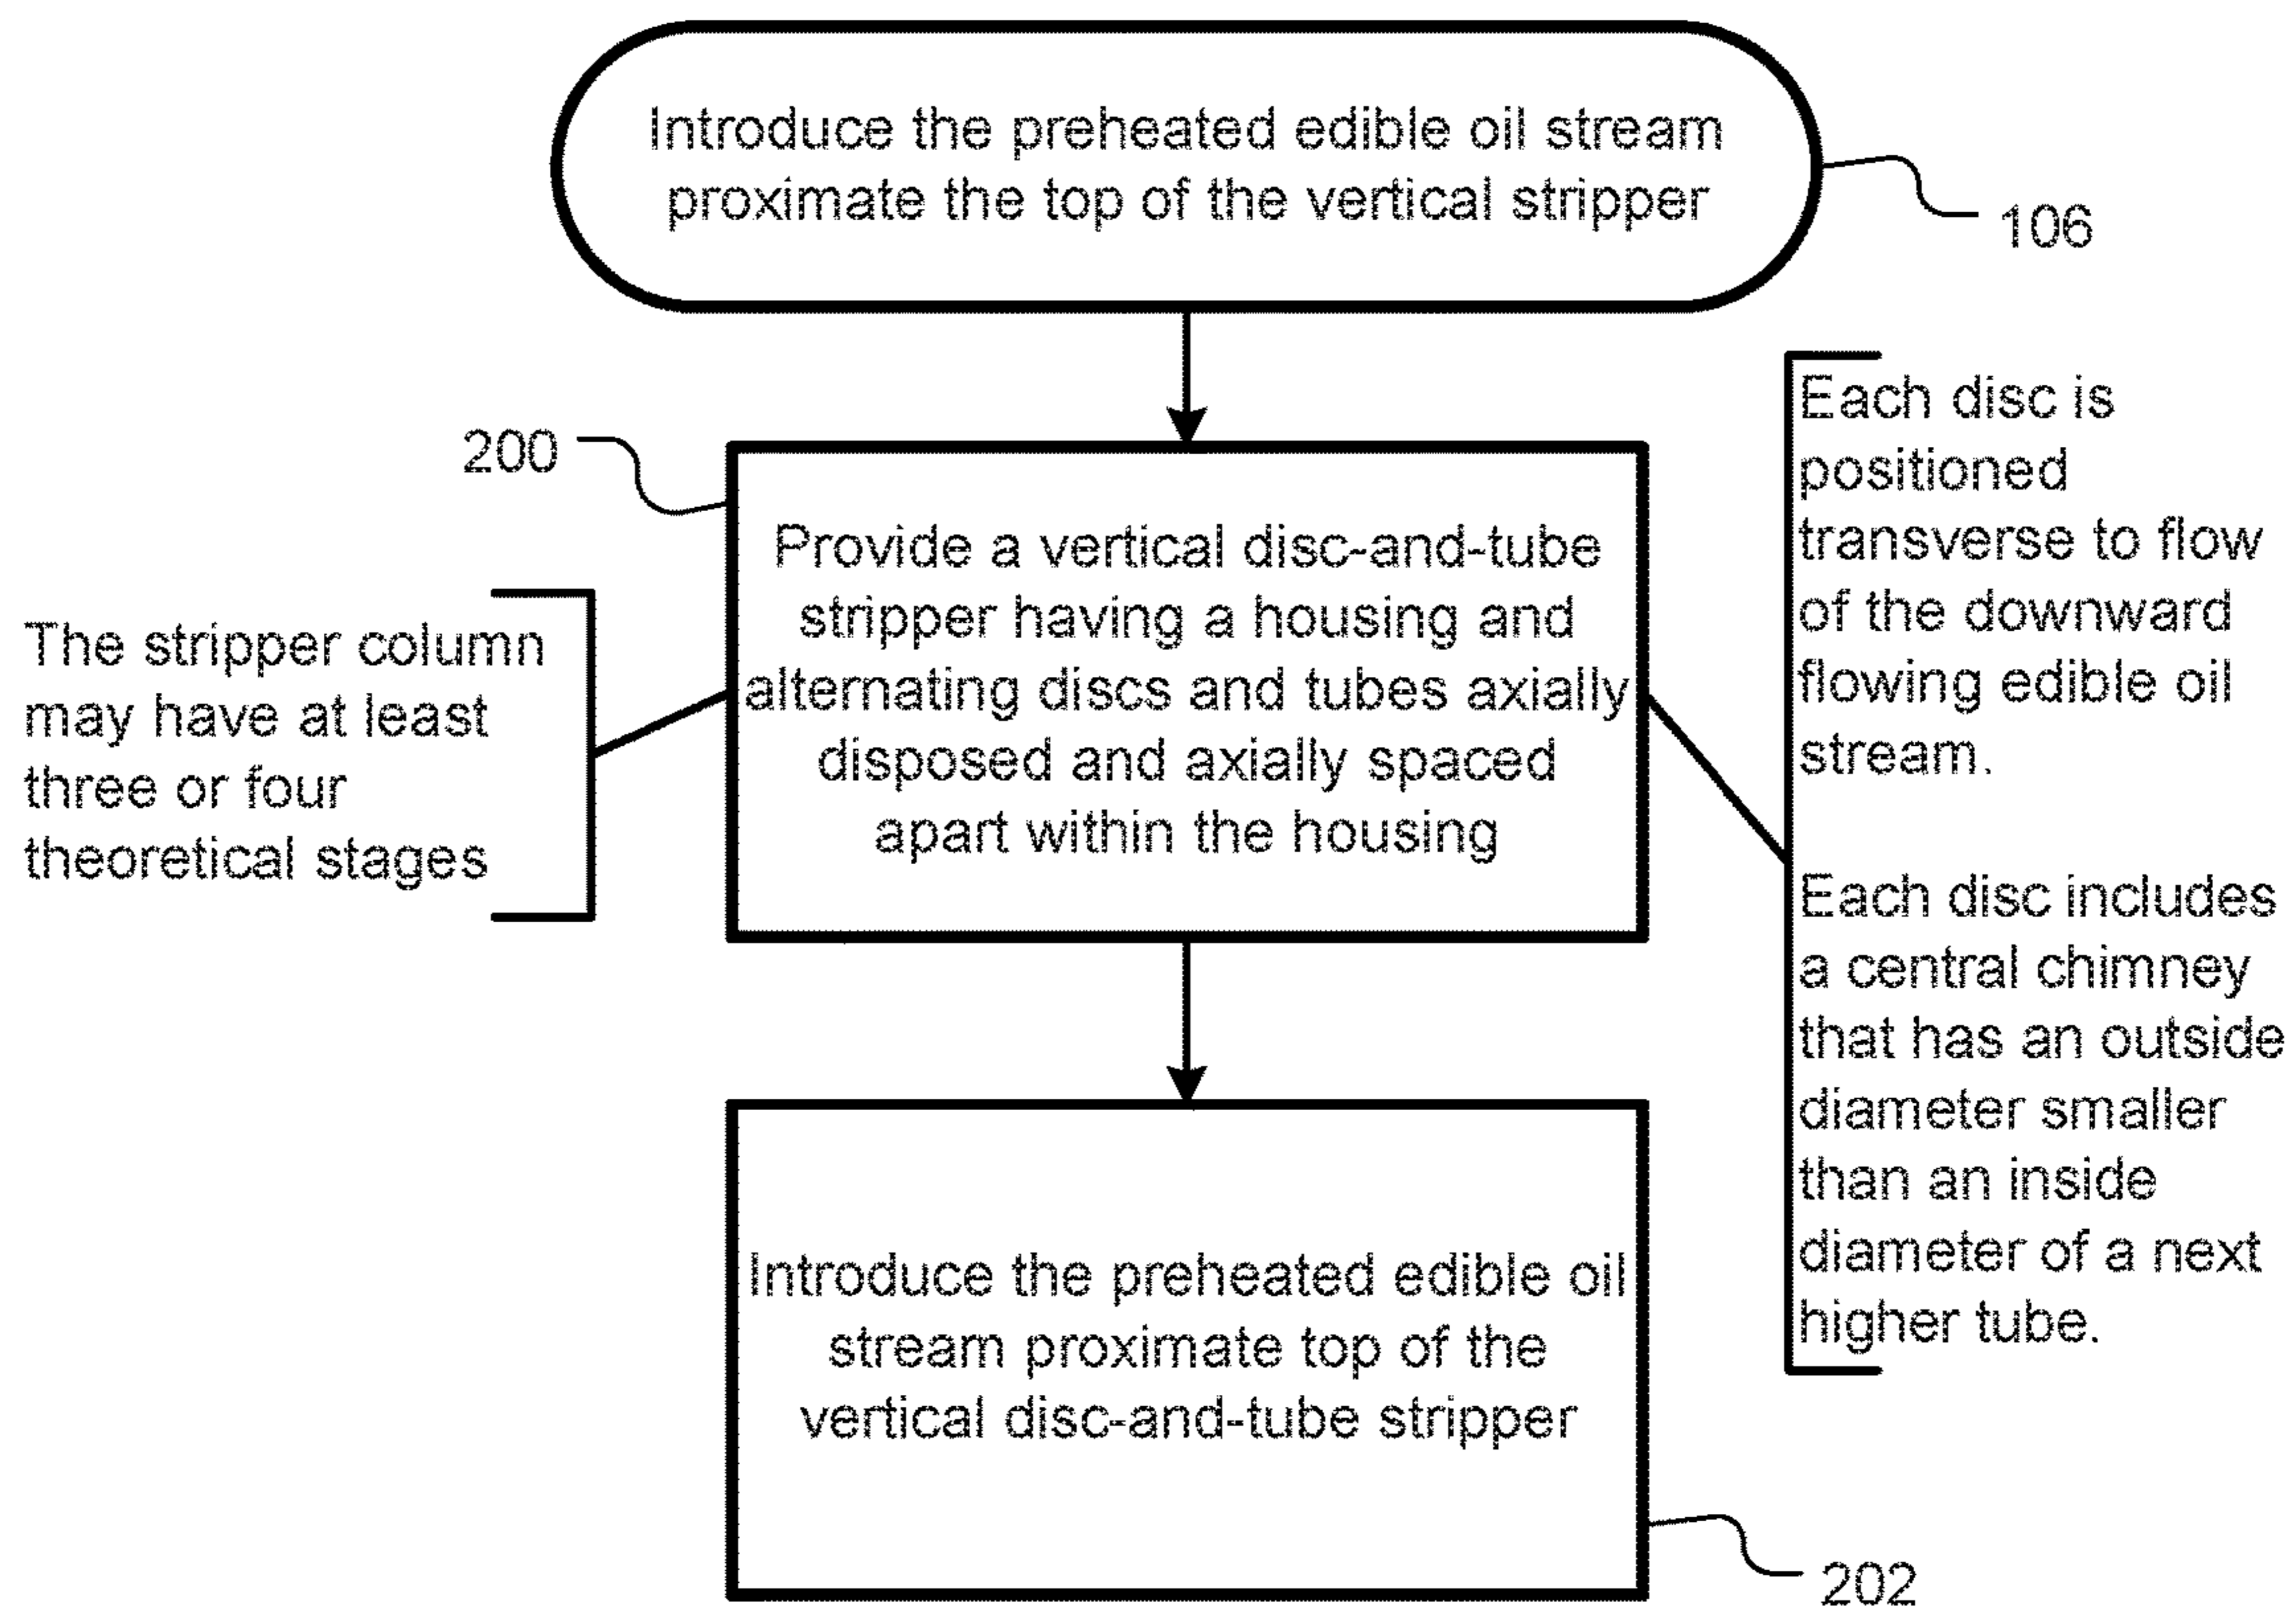 Introduce the preheated edible oil stream
proximate the top of the vertical stripper
106
200
Provide a vertical disc-and-tube
stripper having a housing and
alternating discs and tubes axially
disposed and axially spaced
apart within the housing
The stripper column
may have at least
three or four
theoretical stages
Each disc is
positioned
transverse to flow
of the downward
flowing edible oil
stream.
Each disc includes
a central chimney
that has an outside
diameter smaller
than an inside
diameter of a next
higher tube.
Introduce the preheated edible oil
stream proximate top of the
vertical disc-and-tube stripper
202